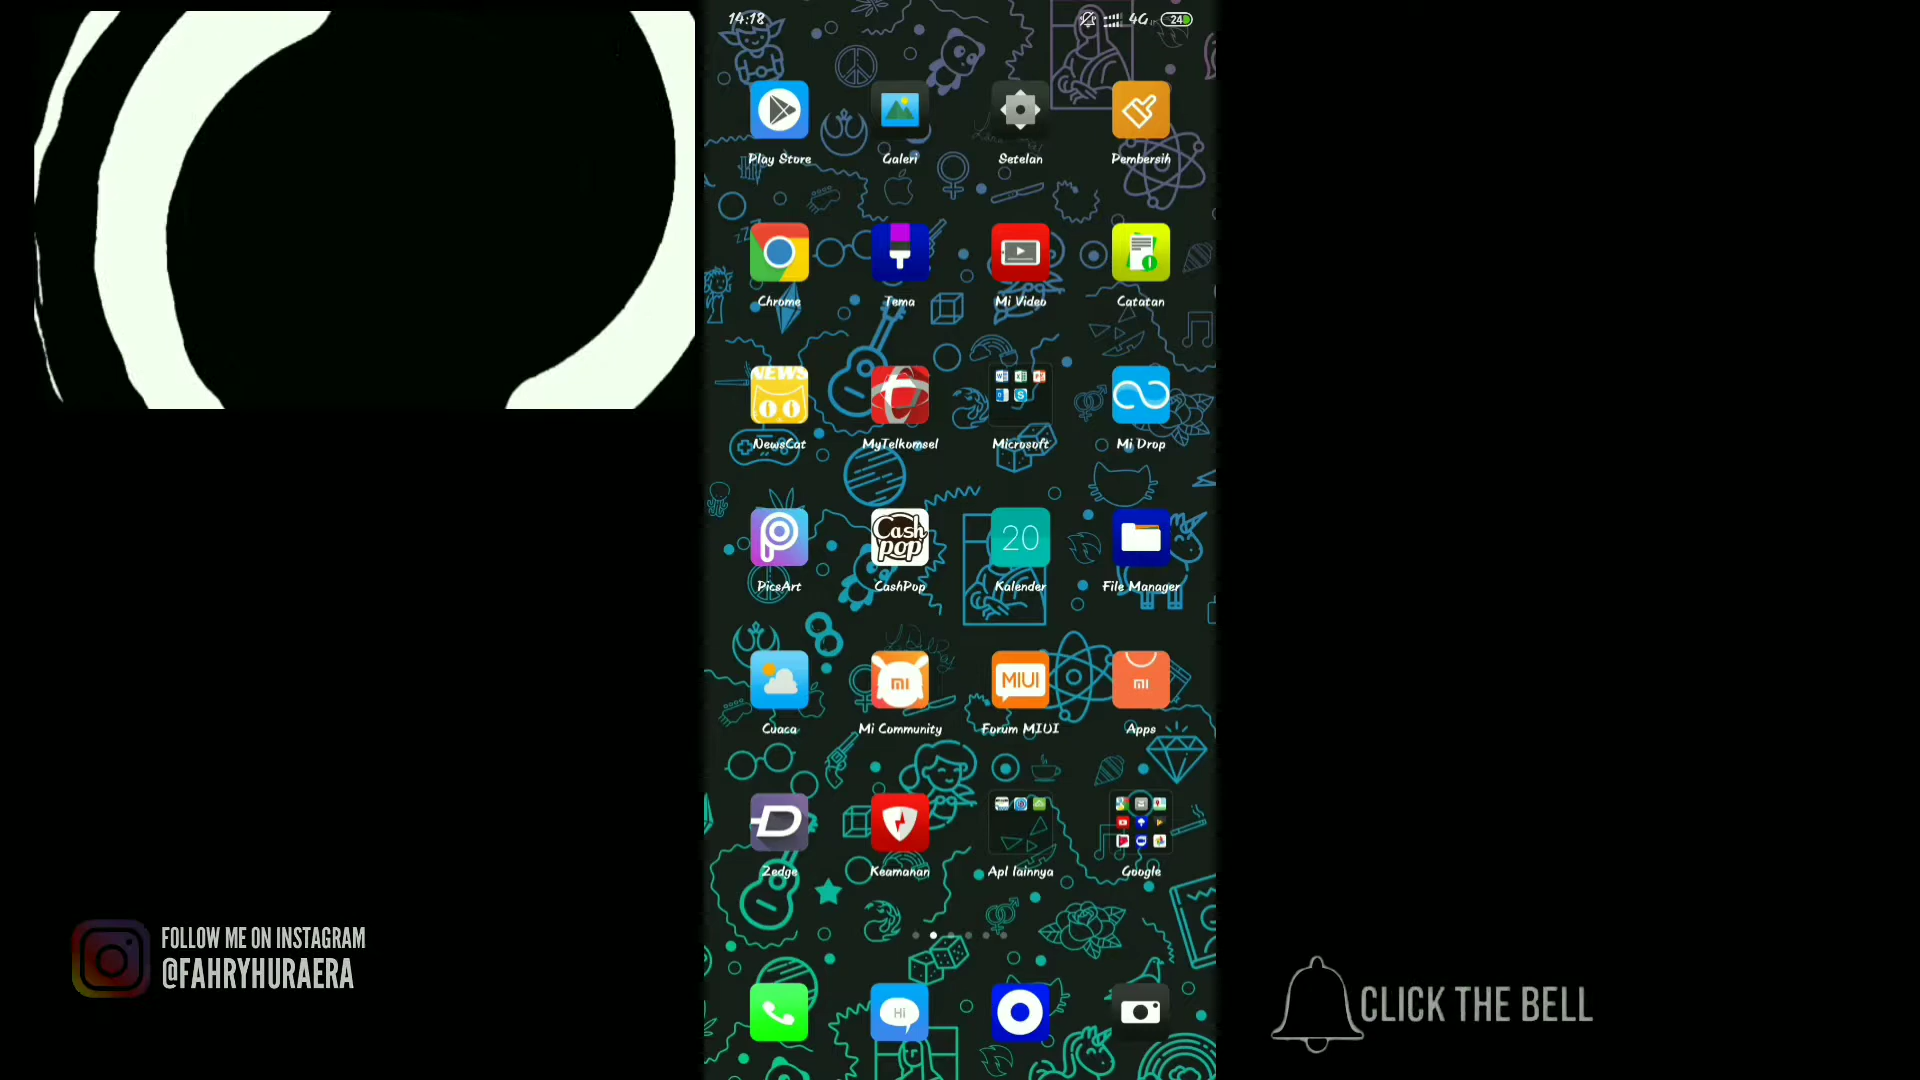 14:18
4G
24
Play Store
Galeri
Setelan
Pembersih
Chrome
Tema
Mi Video
Catatan
NEWS
NewsCat
MyTelkomsel
Microsoft
Mi Drop
Cash
pop
20
PicsArt
CashPop
Kalender
File Manager
mi
MIUI
mi
Cuaca
Mi Community
Forum MIUI
Apps
Zedge
Keamanan
Apl lainnya
Google
Hi
FOLLOW ME ON INSTAGRAM
@FAHRYHURAERA
CLICK THE BELL